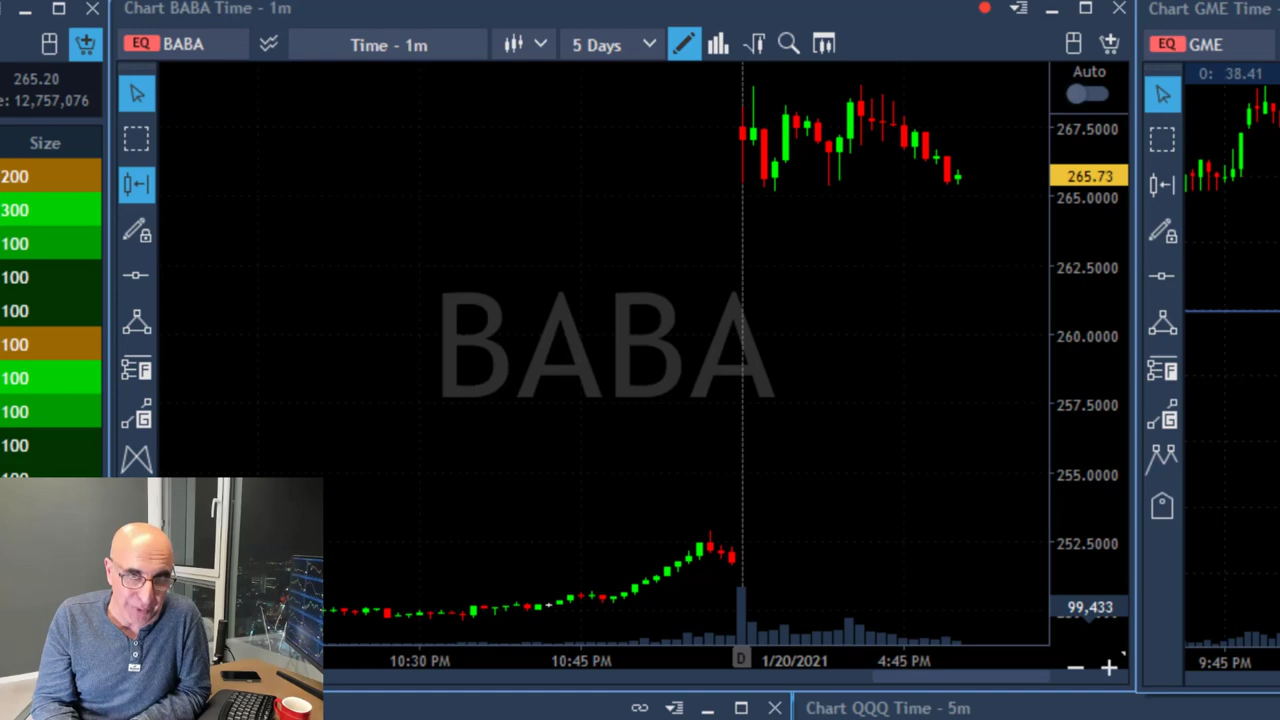 Chart BABA Time - 1m
Chart GME Time -
EQ BABA
Time - 1m
5 Days
EQ GME
265.20
e: 12,757,076
Auto
O: 38.41
Size
267.5000
200
265.73
265.0000
300
100
262.5000
100
100
260.0000
BABA
100
F
F
100
257.5000
100
G
G
100
255.0000
252.5000
99,433
10:30 PM
10:45 PM
D
1/20/2021
4:45 PM
9:45 PM
Chart QQQ Time - 5m